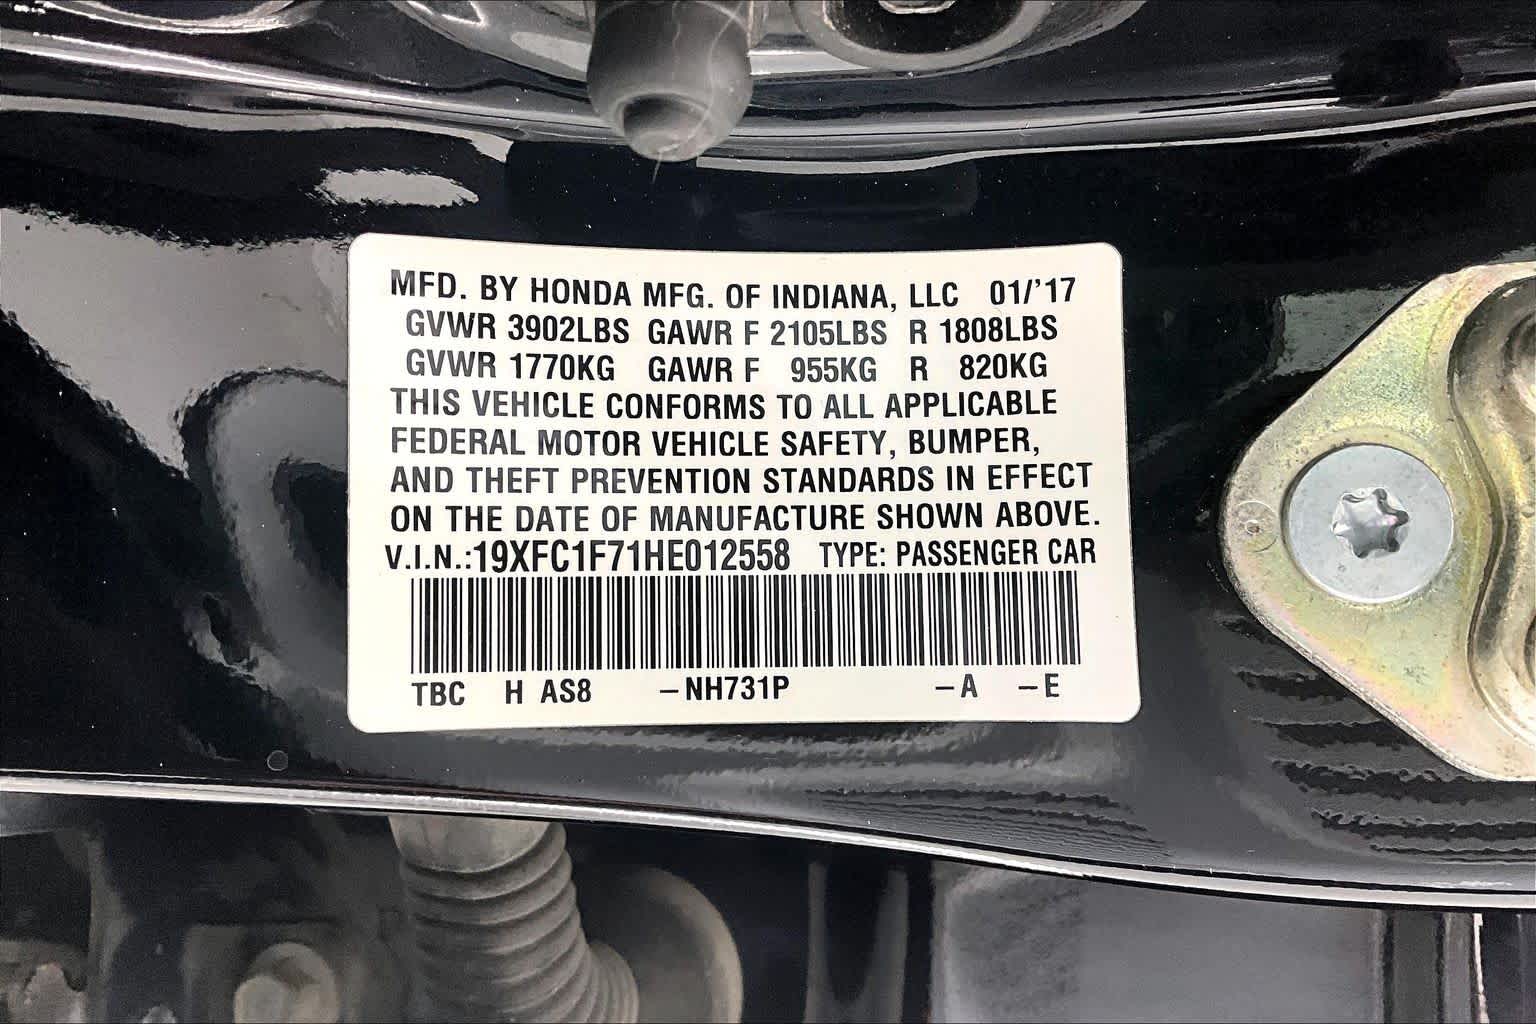 MFD. BY HONDA MFG. OF INDIANA, LLC 01/'17
GVWR 3902LBS GAWR F 2105LBS R 1808LBS
GVWR 1770KG GAWR F 955KG R 820KG
THIS VEHICLE CONFORMS TO ALL APPLICABLE
FEDERAL MOTOR VEHICLE SAFETY, BUMPER,
AND THEFT PREVENTION STANDARDS IN EFFECT
ON THE DATE OF MANUFACTURE SHOWN ABOVE.
V.I.N.:19XFC1F71HE012558 TYPE: PASSENGER CAR
TBC H AS8 –NH731P –A –E